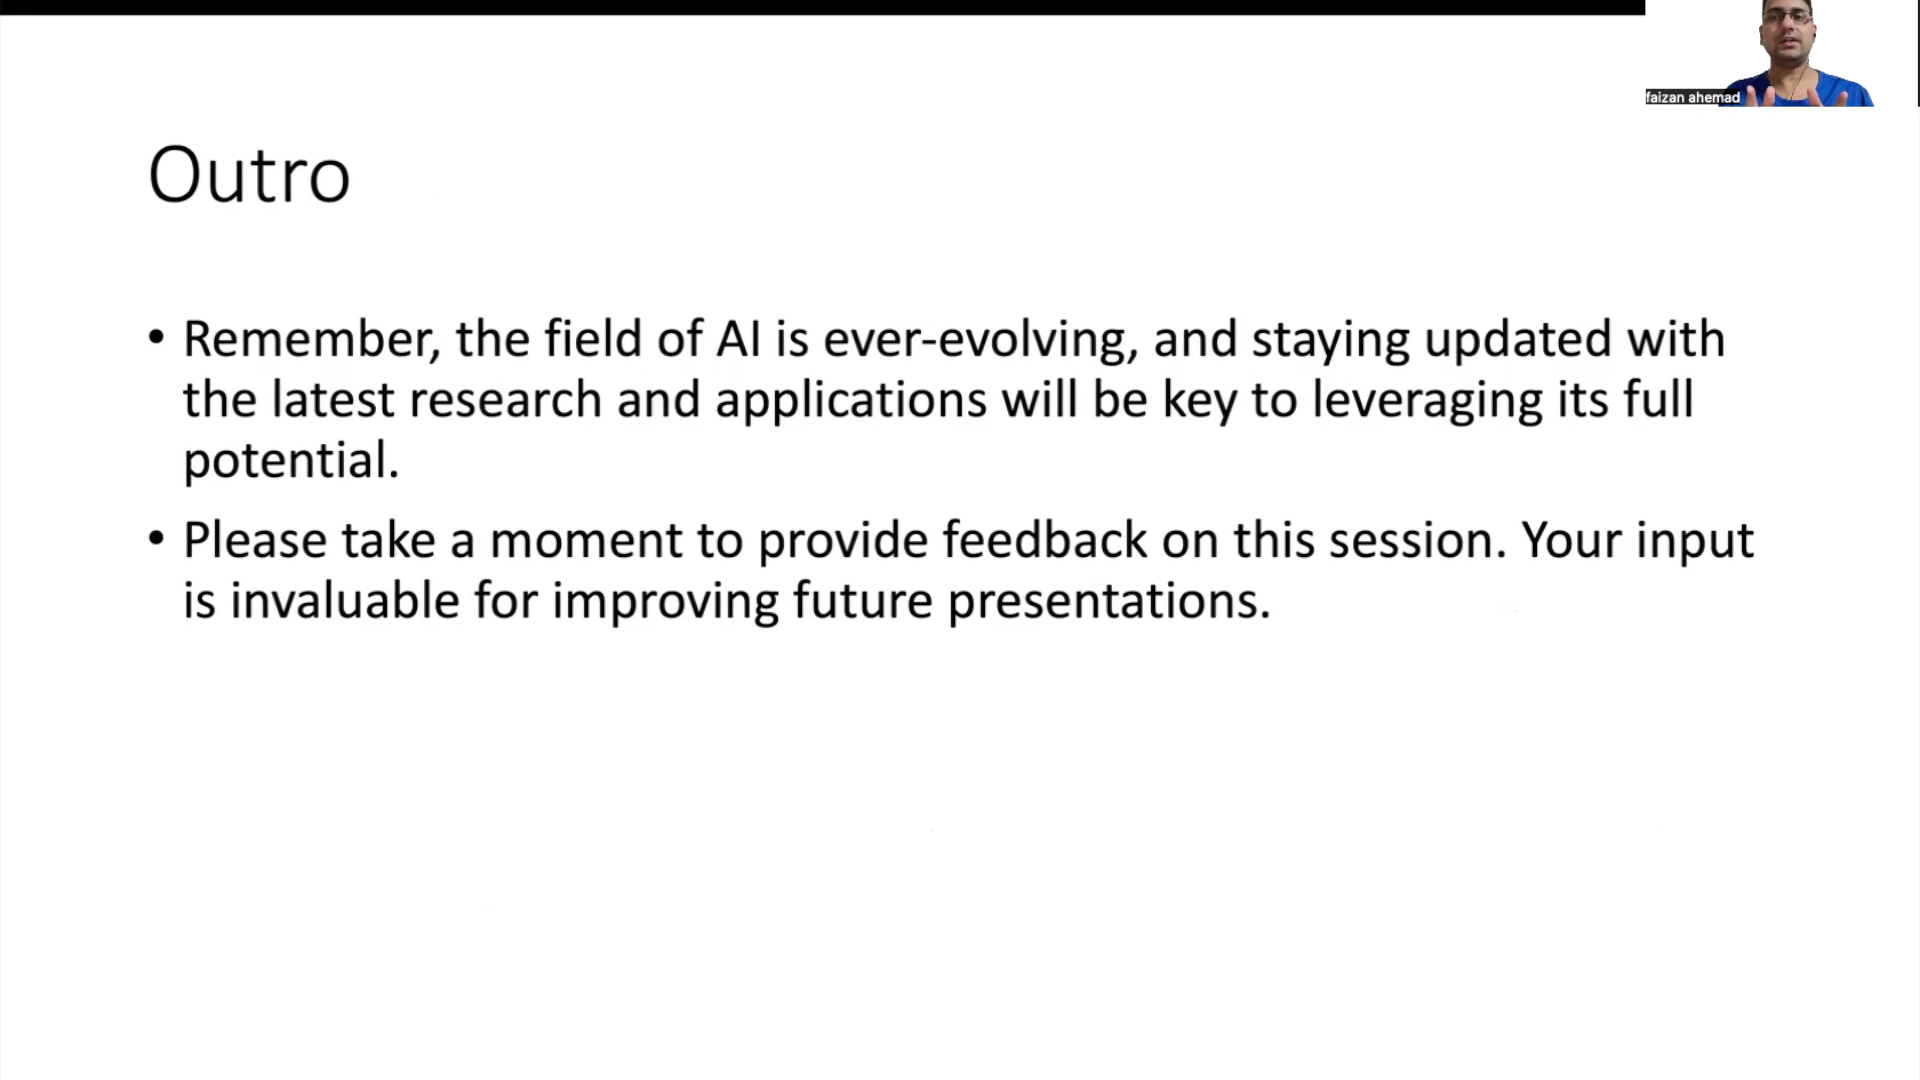 faizan ahemad
Outro
• Remember, the field of AI is ever-evolving, and staying updated with
the latest research and applications will be key to leveraging its full
potential.
• Please take a moment to provide feedback on this session. Your input
is invaluable for improving future presentations.